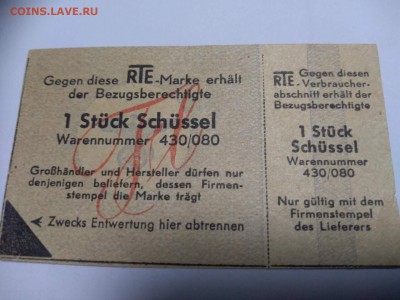 COINS.LAVE.RU
Gegen diese RTE-Marke erhält
der Bezugsberechtigte
1 Stück Schüssel
Warennummer 430/080
Großhändler und Hersteller dürfen nur
denjenigen beliefern, dessen Firmen-
stempel die Marke trägt
Zwecks Entwertung hier abtrennen
RTE- Gegen diesen
-Verbraucher-
abschnitt erhält der
Bezugsberechtigte
1 Stück
Schüssel
Warennummer
430/080
Nur gültig mit dem
Firmenstempel
des Lieferers